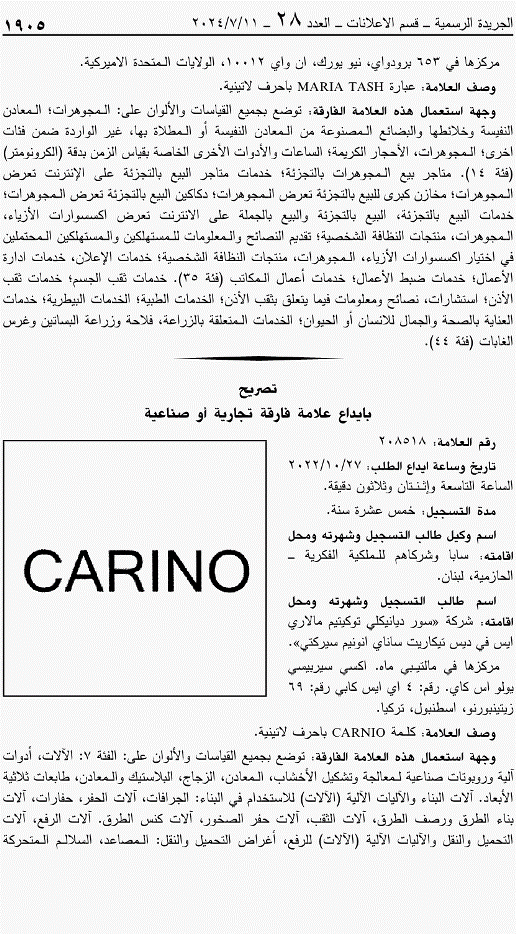 الجريدة الرسمية ـ قسم الاعلانات ـ العدد ٢٨ ـ ٢٠٢٤/٧/١١
١٩٠٥
مركزها في ٦٥٣ برودواي، نيو يورك، ان واي ١٠٠١٢، الولايات المتحدة الاميركية.
وصف العلامة: عبارة MARIA TASH باحرف لاتينية.
وجهة استعمال هذه العلامة الفارقة: توضع بجميع القياسات والألوان على: المجوهرات؛ المعادن
النفيسة وخلائطها والبضائع المصنوعة من المعادن النفيسة أو المطلاة بها، غير الواردة ضمن فئات
اخرى؛ المجوهرات، الأحجار الكريمة؛ الساعات والأدوات الأخرى الخاصة بقياس الزمن بدقة (الكرونومتر)
(فئة ١٤). متاجر بيع المجوهرات بالتجزئة؛ خدمات متاجر البيع بالتجزئة على الإنترنت تعرض
المجوهرات؛ مخازن كبرى للبيع بالتجزئة تعرض المجوهرات؛ دكاكين البيع بالتجزئة تعرض المجوهرات؛
خدمات البيع بالتجزئة، البيع بالتجزئة والبيع بالجملة على الانترنت تعرض اكسسوارات الأزياء،
المجوهرات، منتجات النظافة الشخصية؛ تقديم النصائح والمعلومات للمستهلكين والمستهلكين المحتملين
في اختيار اكسسوارات الأزياء، المجوهرات، منتجات النظافة الشخصية؛ خدمات الإعلان، خدمات ادارة
الأعمال؛ خدمات ضبط الأعمال؛ خدمات أعمال المكاتب (فئة ٣٥). خدمات ثقب الجسم؛ خدمات ثقب
الأذن؛ استشارات، نصائح ومعلومات فيما يتعلق بثقب الأذن؛ الخدمات الطبية؛ الخدمات البيطرية؛ خدمات
العناية بالصحة والجمال للانسان أو الحيوان؛ الخدمات المتعلقة بالزراعة، فلاحة وزراعة البساتين وغرس
الغابات (فئة ٤٤).
تصريح
بايداع علامة فارقة تجارية أو صناعية
رقم العلامة: ٢٠٨٥١٨
تاريخ وساعة ايداع الطلب: ٢٠٢٢/١٠/٢٧
الساعة التاسعة وإثنتان وثلاثون دقيقة.
مدة التسجيل: خمس عشرة سنة.
اسم وكيل طالب التسجيل وشهرته ومحل
اقامته: سابا وشركاهم للملكية الفكرية ـ
الحازمية، لبنان.
اسم طالب التسجيل وشهرته ومحل
اقامته: شركة «سور ديانيكلي توكيتيم مالاري
ايس في ديس تيكاريت ساناي انونيم سيركتي».
مركزها في مالتيبي ماه. اكسي سيربيسي
يولو اس كاي. رقم: ٤ اي ايس كابي رقم: ٦٩
زيتينبورنو، اسطنبول، تركيا.
CARINO
وصف العلامة: كلمة CARNIO باحرف لاتينية.
وجهة استعمال هذه العلامة الفارقة: توضع بجميع القياسات والألوان على: الفئة ٧: الآلات، أدوات
آلية وروبوتات صناعية لمعالجة وتشكيل الأخشاب، المعادن، الزجاج، البلاستيك والمعادن، طابعات ثلاثية
الأبعاد. آلات البناء والآليات الآلية (الآلات) للاستخدام في البناء: الجرافات، آلات الحفر، حفارات، آلات
بناء الطرق ورصف الطرق، آلات الثقب، آلات حفر الصخور، آلات كنس الطرق. آلات الرفع، آلات
التحميل والنقل والآليات الآلية (الآلات) للرفع، أغراض التحميل والنقل: المصاعد، السلالم المتحركة